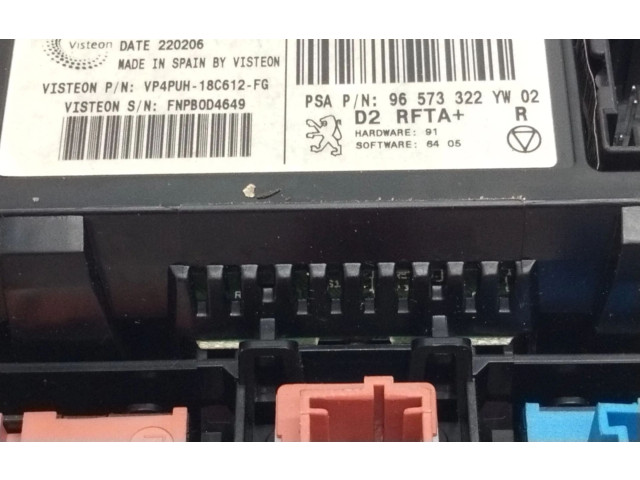 Visteon
DATE 220206
MADE IN SPAIN BY VISTEON
VISTEON P/N: VP4PUH-18C612-FG
VISTEON S/N: FNPB0D4649
PSA P/N: 96 573 322 YW 02
D2 RFTA+ R
HARDWARE: 91
SOFTWARE: 64 05